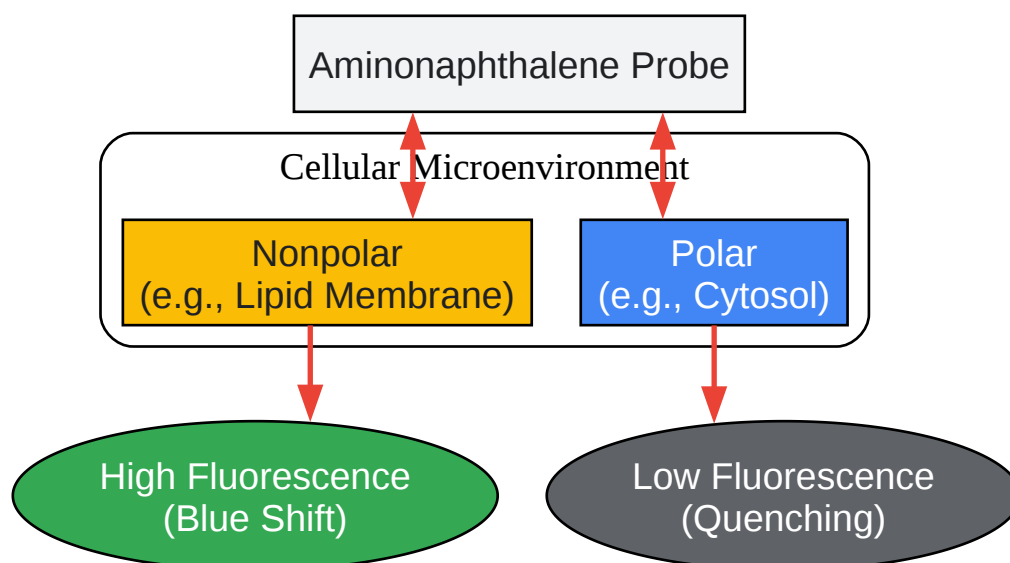 Aminonaphthalene Probe
Cellular Microenvironment
Nonpolar
(e.g., Lipid Membrane)
Polar
(e.g., Cytosol)
High Fluorescence
(Blue Shift)
Low Fluorescence
(Quenching)